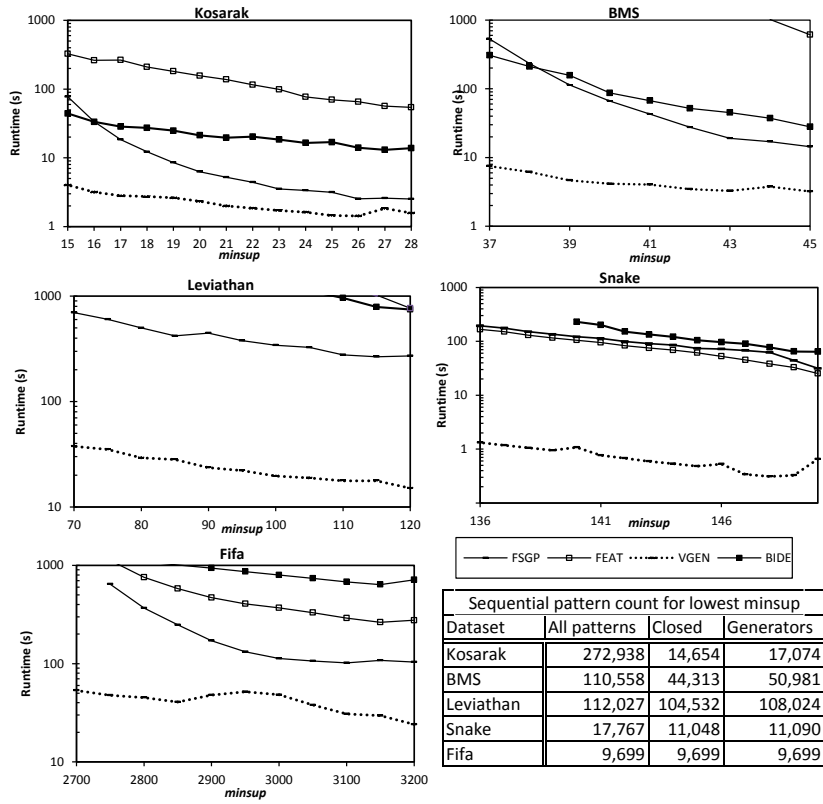 Kosarak
1000
100
10
1
Runtime (s)
15 16 17 18 19 20 21 22 23 24 25 26 27 28
minsup
BMS
1000
100
10
1
Runtime (s)
37 39 41 43 45
minsup
Leviathan
1000
100
10
Runtime (s)
70 80 90 100 110 120
minsup
Snake
1000
100
10
1
Runtime (s)
136 141 146
minsup
Fifa
1000
100
10
Runtime (s)
2700 2800 2900 3000 3100 3200
minsup
FSGP FEAT VGEN BIDE
Sequential pattern count for lowest minsup
Dataset All patterns Closed Generators
Kosarak 272,938 14,654 17,074
BMS 110,558 44,313 50,981
Leviathan 112,027 104,532 108,024
Snake 17,767 11,048 11,090
Fifa 9,699 9,699 9,699